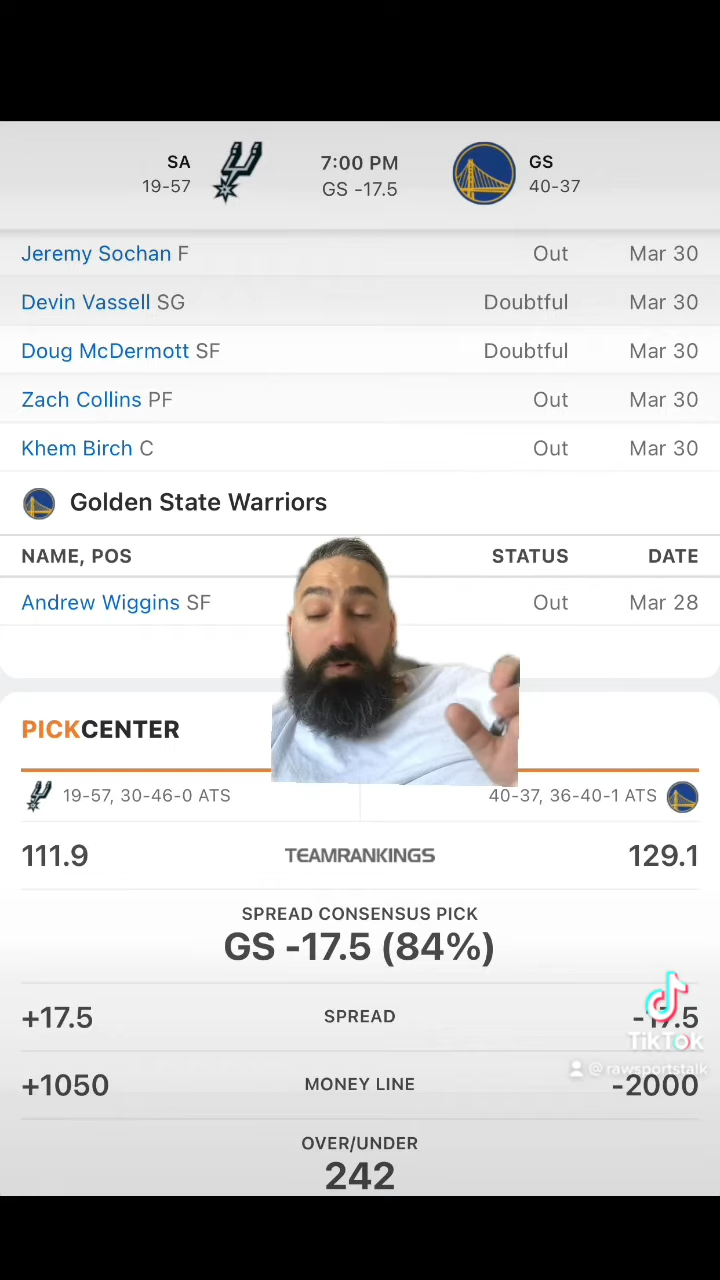 SA 7:00 PM GS
19-57 GS -17.5 40-37
Jeremy Sochan F Out Mar 30
Devin Vassell SG Doubtful Mar 30
Doug McDermott SF Doubtful Mar 30
Zach Collins PF Out Mar 30
Khem Birch C Out Mar 30
Golden State Warriors
NAME, POS STATUS DATE
Andrew Wiggins SF Out Mar 28
PICKCENTER
19-57, 30-46-0 ATS 40-37, 36-40-1 ATS
111.9 TEAMRANKINGS 129.1
SPREAD CONSENSUS PICK
GS -17.5 (84%)
+17.5 SPREAD -17.5
TikTok
@rawsportstalk
+1050 MONEY LINE -2000
OVER/UNDER
242